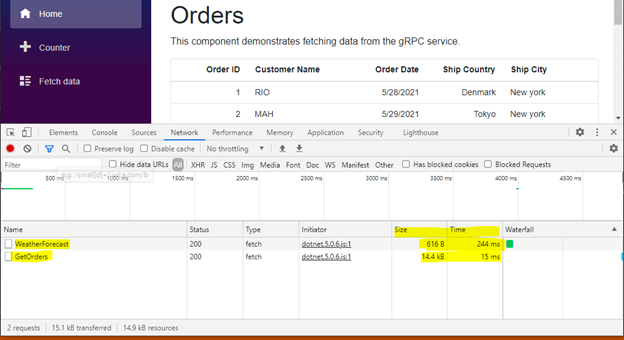 Home
Counter
Fetch data
Orders
This component demonstrates fetching data from the gRPC service.
Order ID Customer Name Order Date Ship Country Ship City
1 RIO 5/28/2021 Denmark New york
2 MAH 5/29/2021 Tokyo New york
Elements Console Sources Network Performance Memory Application Security Lighthouse
Preserve log Disable cache No throttling
Filter Hide data URLs All XHR JS CSS Img Media Font Doc WS Manifest Other Has blocked cookies Blocked Requests
500 ms 1000 ms 1500 ms 2000 ms 2500 ms 3000 ms 3500 ms 4000 ms 4500 ms
Name Status Type Initiator Size Time Waterfall
WeatherForecast 200 fetch dotnet.5.0.6.js:1 616 B 244 ms
GetOrders 200 fetch dotnet.5.0.6.js:1 14.4 kB 15 ms
2 requests 15.1 kB transferred 14.9 kB resources